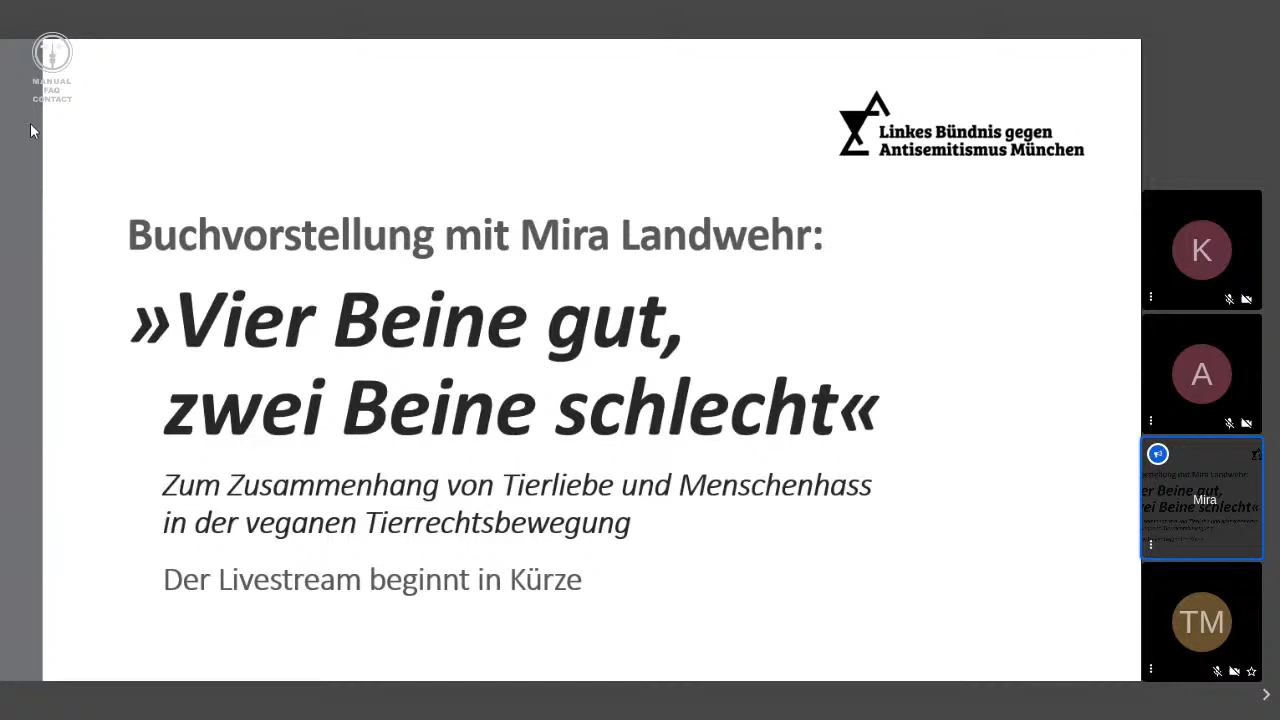 MANUAL
FAQ
CONTACT
Linkes Bündnis gegen
Antisemitismus München
Buchvorstellung mit Mira Landwehr:
»Vier Beine gut,
zwei Beine schlecht«
Zum Zusammenhang von Tierliebe und Menschenhass
in der veganen Tierrechtsbewegung
Der Livestream beginnt in Kürze
K
A
Mira
TM